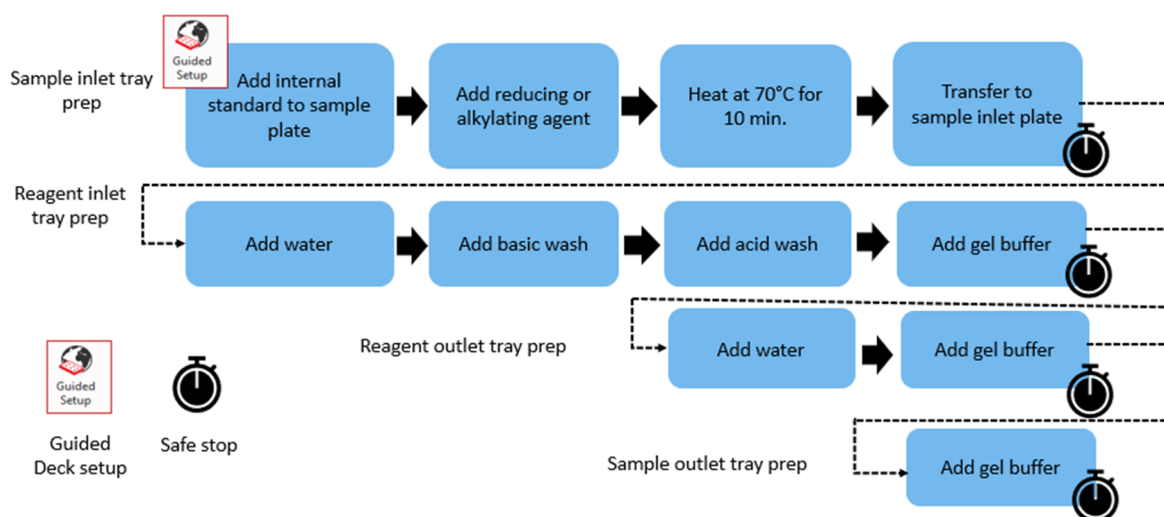 Guided
Setup
Sample inlet tray
prep
Add internal
standard to sample
plate
Add reducing or
alkylating agent
Heat at 70°C for
10 min.
Transfer to
sample inlet plate
Reagent inlet
tray prep
Add water
Add basic wash
Add acid wash
Add gel buffer
Reagent outlet tray prep
Add water
Add gel buffer
Guided
Setup
Guided
Deck setup
Safe stop
Sample outlet tray prep
Add gel buffer